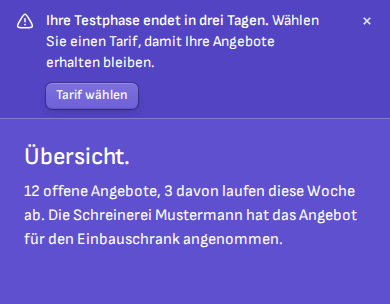 Ihre Testphase endet in drei Tagen. Wählen
Sie einen Tarif, damit Ihre Angebote
erhalten bleiben.
Tarif wählen
Übersicht.
12 offene Angebote, 3 davon laufen diese Woche
ab. Die Schreinerei Mustermann hat das Angebot
für den Einbauschrank angenommen.